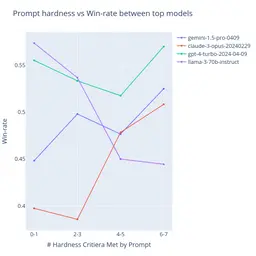 Prompt hardness vs Win-rate between top models
gemini-1.5-pro-0409
claude-3-opus-20240229
gpt-4-turbo-2024-04-09
llama-3-70b-instruct
0.55
0.5
0.45
0.4
Win-rate
0-1
2-3
4-5
6-7
# Hardness Critiera Met by Prompt